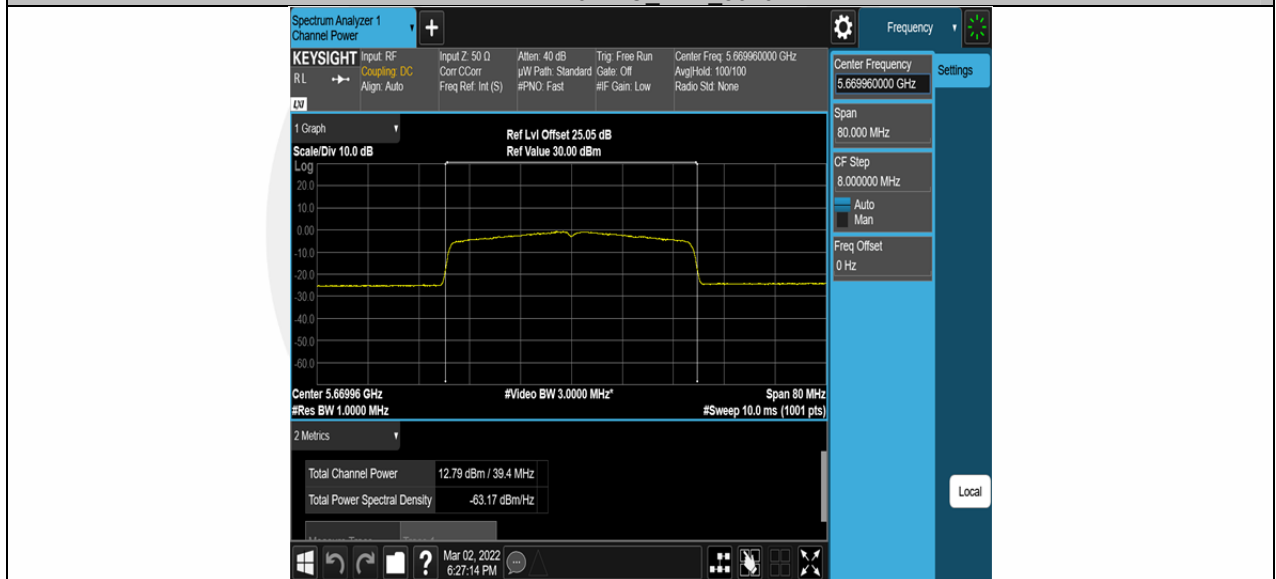 Spectrum Analyzer 1
Channel Power
+
Frequency
KEYSIGHT
RL
LXI
Input: RF
Coupling: DC
Align: Auto
Input Z: 50 Ω
Corr CCorr
Freq Ref: Int (S)
Atten: 40 dB
µW Path: Standard
#PNO: Fast
Trig: Free Run
Gate: Off
#IF Gain: Low
Center Freq: 5.669960000 GHz
Avg|Hold: 100/100
Radio Std: None
Center Frequency
5.669960000 GHz
Settings
Span
80.000 MHz
CF Step
8.000000 MHz
Auto
Man
Freq Offset
0 Hz
Local
1 Graph
Scale/Div 10.0 dB
Ref Lvl Offset 25.05 dB
Ref Value 30.00 dBm
Log
20.0
10.0
0.00
-10.0
-20.0
-30.0
-40.0
-50.0
-60.0
Center 5.66996 GHz
#Video BW 3.0000 MHz*
Span 80 MHz
#Res BW 1.0000 MHz
#Sweep 10.0 ms (1001 pts)
2 Metrics
Total Channel Power 12.79 dBm / 39.4 MHz
Total Power Spectral Density -63.17 dBm/Hz
?
Mar 02, 2022
6:27:14 PM